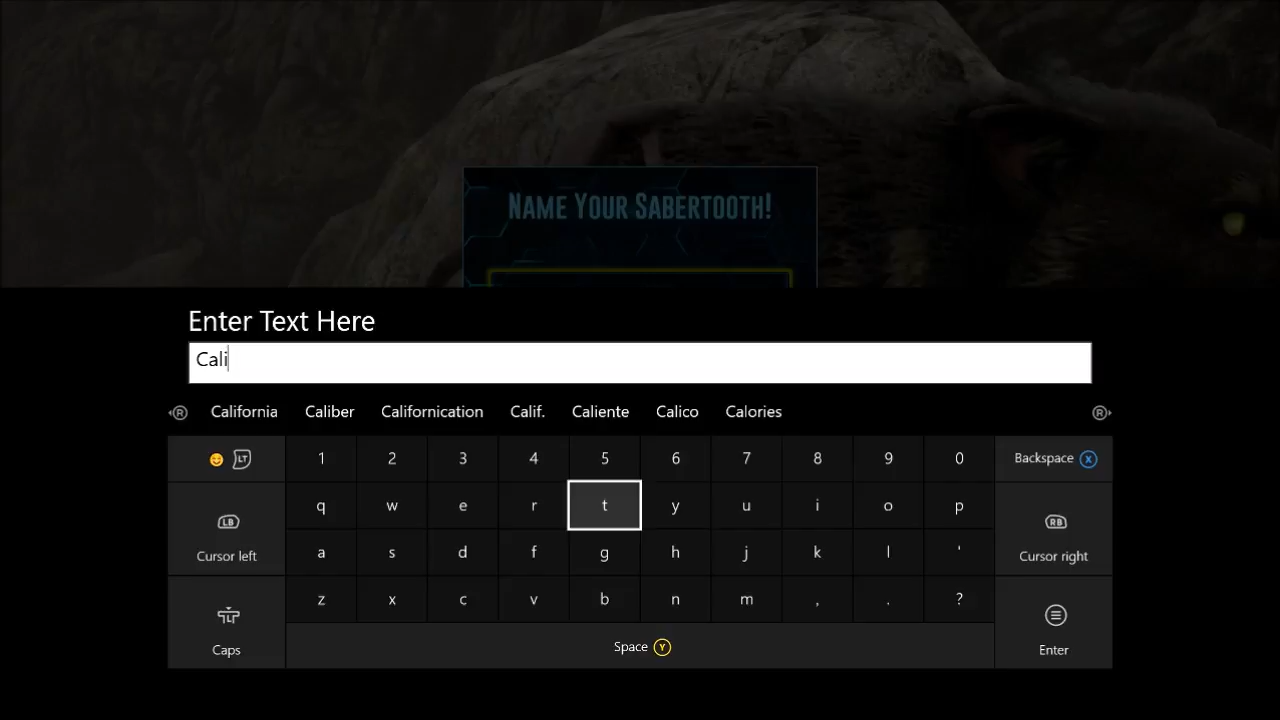 NAME YOUR SABERTOOTH!
Enter Text Here
Cali
R California Caliber Californication Calif. Caliente Calico Calories R
LT 1 2 3 4 5 6 7 8 9 0 Backspace X
q w e r t y u i o p
LB Cursor left
RB Cursor right
a s d f g h j k l '
z x c v b n m , . ?
LT Caps
Enter
Space Y